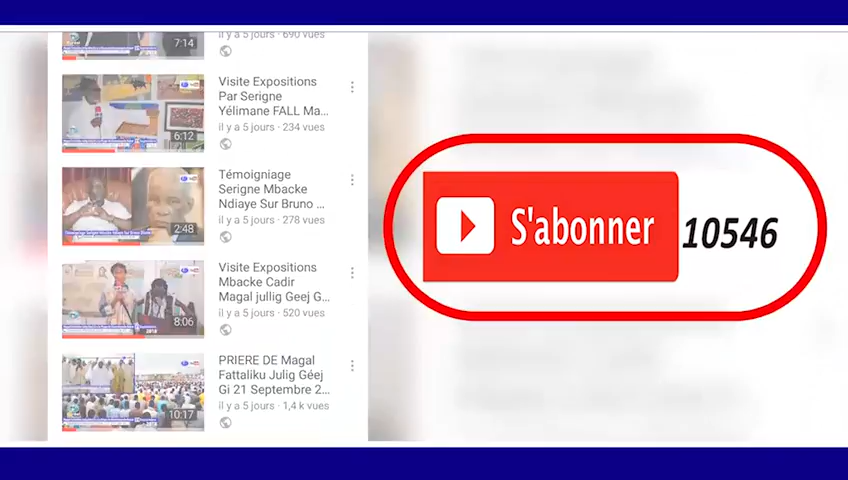 7:14
il y a 5 jours · 690 vues
Visite Expositions
Par Serigne
Yélimane FALL Ma...
il y a 5 jours · 234 vues
6:12
Témoigniage
Serigne Mbacke
Ndiaye Sur Bruno ...
il y a 5 jours · 278 vues
2:48
Visite Expositions
Mbacke Cadir
Magal jullig Geej G...
il y a 5 jours · 520 vues
8:06
PRIERE DE Magal
Fattaliku Julig Géej
Gi 21 Septembre 2...
il y a 5 jours · 1,4 k vues
10:17
S'abonner
10546